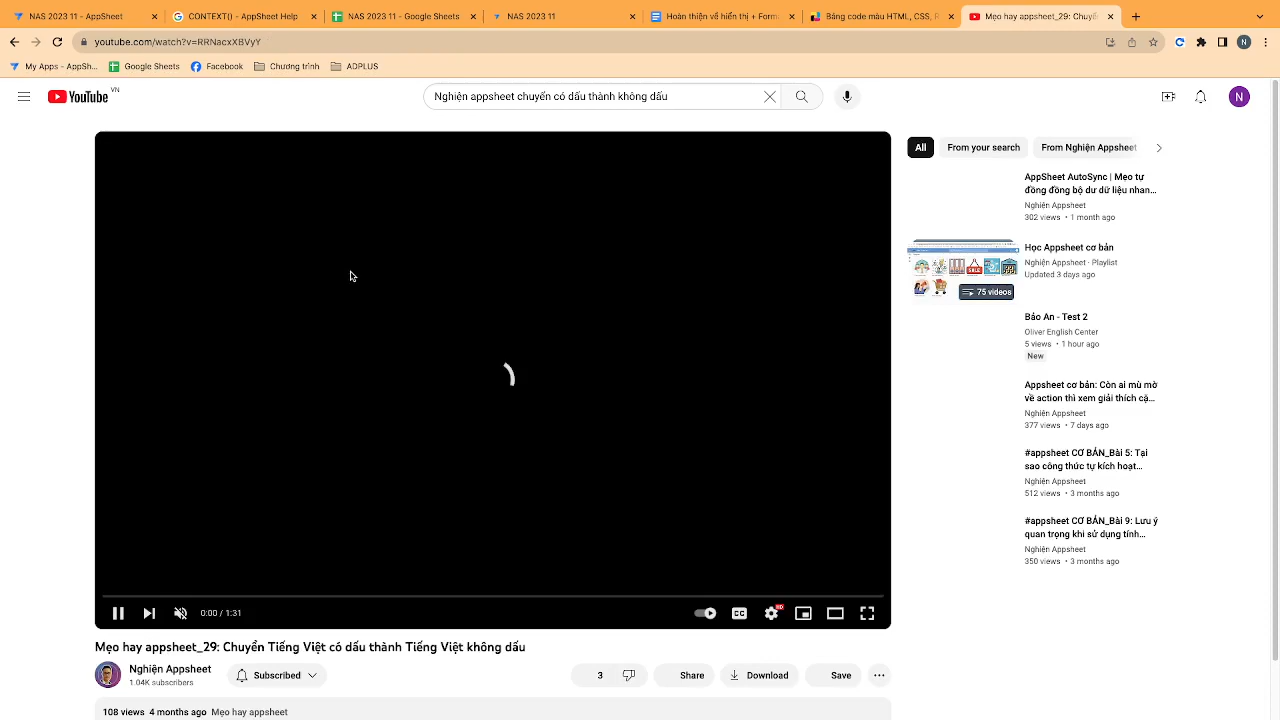 NAS 2023 11 - AppSheet
CONTEXT() - AppSheet Help
NAS 2023 11 - Google Sheets
NAS 2023 11
Hoàn thiện về hiển thị + Form
Bảng code màu HTML, CSS, R
Mẹo hay appsheet_29: Chuyể
youtube.com/watch?v=RRNacxXBVyY
My Apps - AppSh...
Google Sheets
Facebook
Chương trình
ADPLUS
YouTube VN
Nghiện appsheet chuyển có dấu thành không dấu
N
N
All
From your search
From Nghiện Appsheet
AppSheet AutoSync | Mẹo tự
động đồng bộ dư dữ liệu nhan...
Nghiện Appsheet
302 views • 1 month ago
75 videos
Học Appsheet cơ bản
Nghiện Appsheet · Playlist
Updated 3 days ago
Bảo An - Test 2
Oliver English Center
5 views • 1 hour ago
New
Appsheet cơ bản: Còn ai mù mờ
về action thì xem giải thích cặ...
Nghiện Appsheet
377 views • 7 days ago
#appsheet CƠ BẢN_Bài 5: Tại
sao công thức tự kích hoạt...
Nghiện Appsheet
512 views • 3 months ago
#appsheet CƠ BẢN_Bài 9: Lưu ý
quan trọng khi sử dụng tính...
Nghiện Appsheet
350 views • 3 months ago
0:00 / 1:31
CC
HD
Mẹo hay appsheet_29: Chuyển Tiếng Việt có dấu thành Tiếng Việt không dấu
Nghiện Appsheet
1.04K subscribers
Subscribed
3
Share
Download
Save
108 views 4 months ago Mẹo hay appsheet